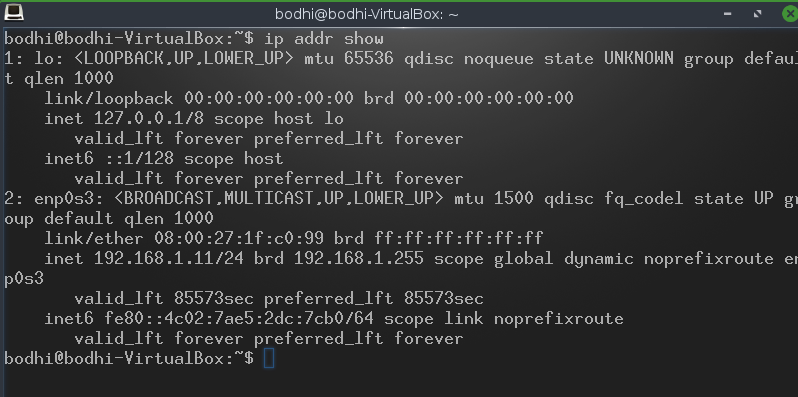 bodhi@bodhi-VirtualBox: ~
bodhi@bodhi-VirtualBox:~$ ip addr show
1: lo: <LOOPBACK,UP,LOWER_UP> mtu 65536 qdisc noqueue state UNKNOWN group defaul
t qlen 1000
    link/loopback 00:00:00:00:00:00 brd 00:00:00:00:00:00
    inet 127.0.0.1/8 scope host lo
       valid_lft forever preferred_lft forever
    inet6 ::1/128 scope host
       valid_lft forever preferred_lft forever
2: enp0s3: <BROADCAST,MULTICAST,UP,LOWER_UP> mtu 1500 qdisc fq_codel state UP gr
oup default qlen 1000
    link/ether 08:00:27:1f:c0:99 brd ff:ff:ff:ff:ff:ff
    inet 192.168.1.11/24 brd 192.168.1.255 scope global dynamic noprefixroute en
p0s3
       valid_lft 85573sec preferred_lft 85573sec
    inet6 fe80::4c02:7ae5:2dc:7cb0/64 scope link noprefixroute
       valid_lft forever preferred_lft forever
bodhi@bodhi-VirtualBox:~$